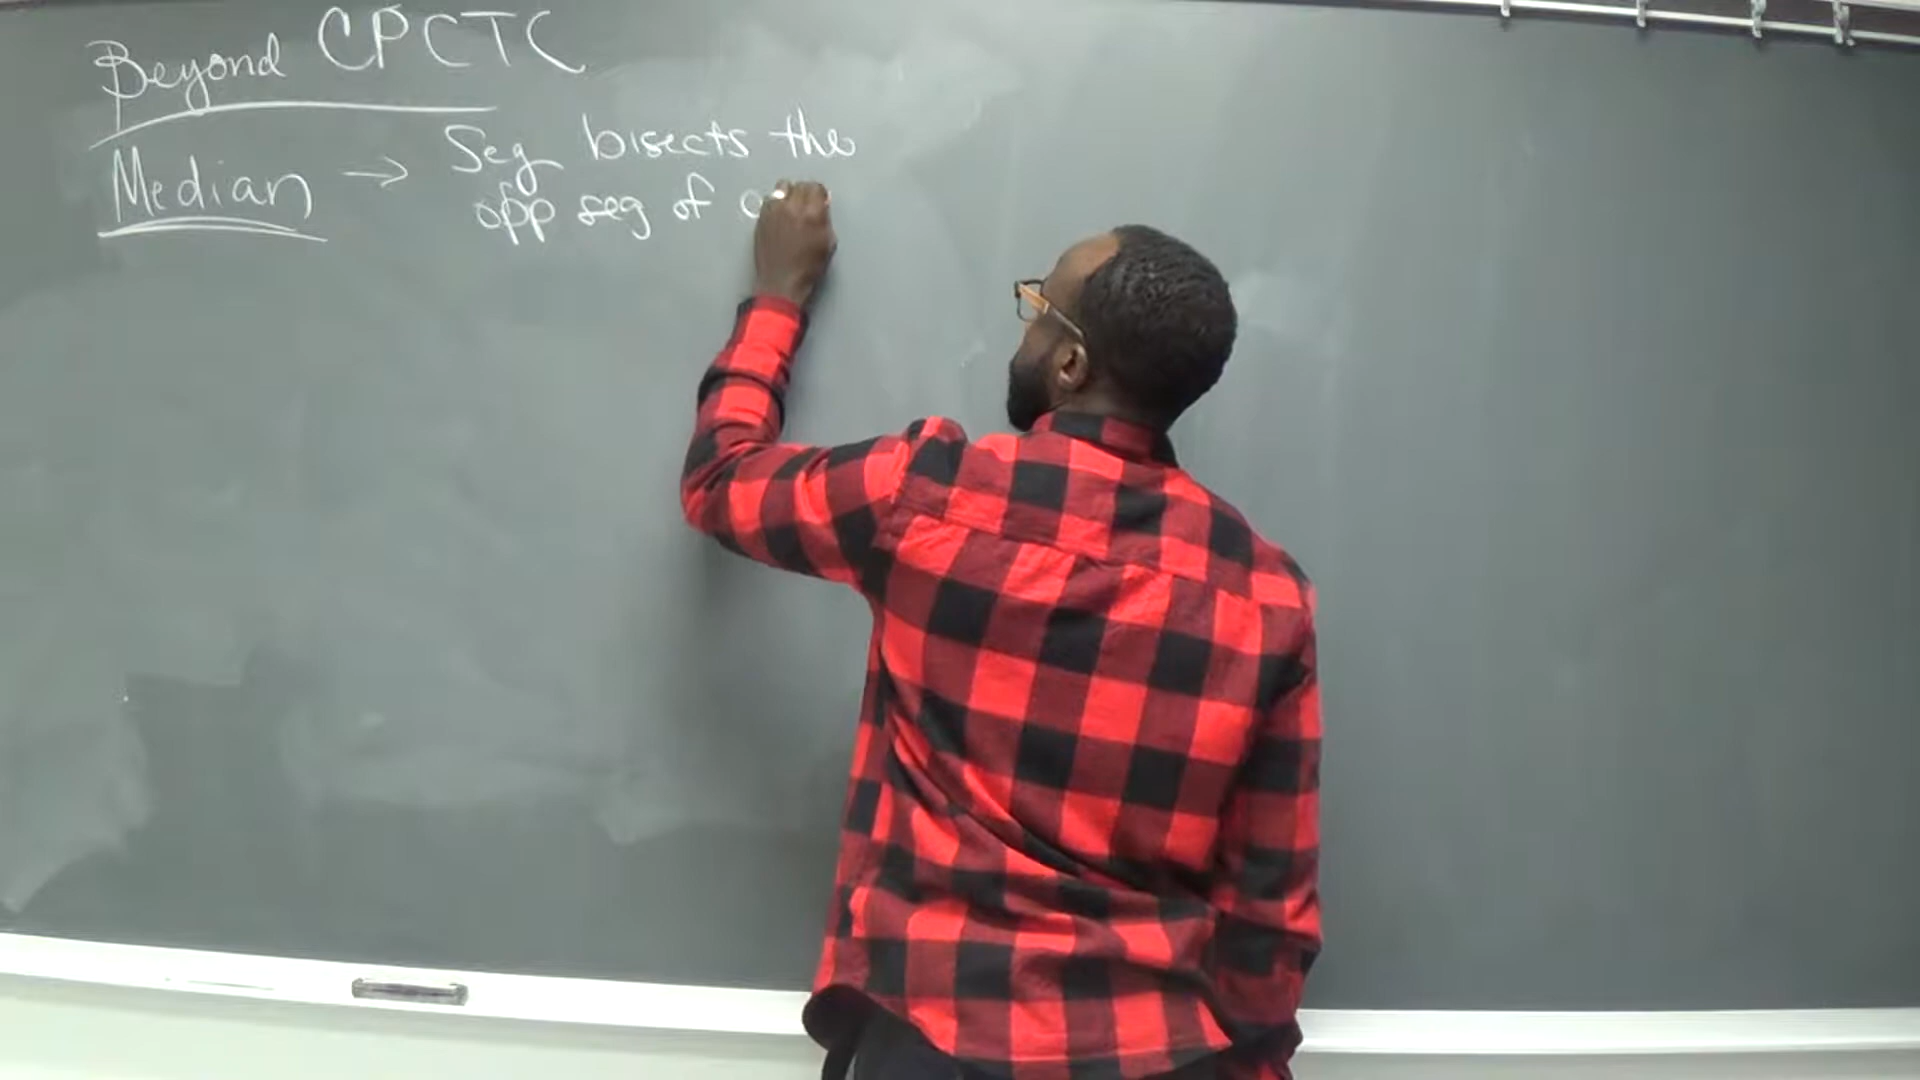 Beyond CPCTC
Median → Seg bisects the
opp seg of